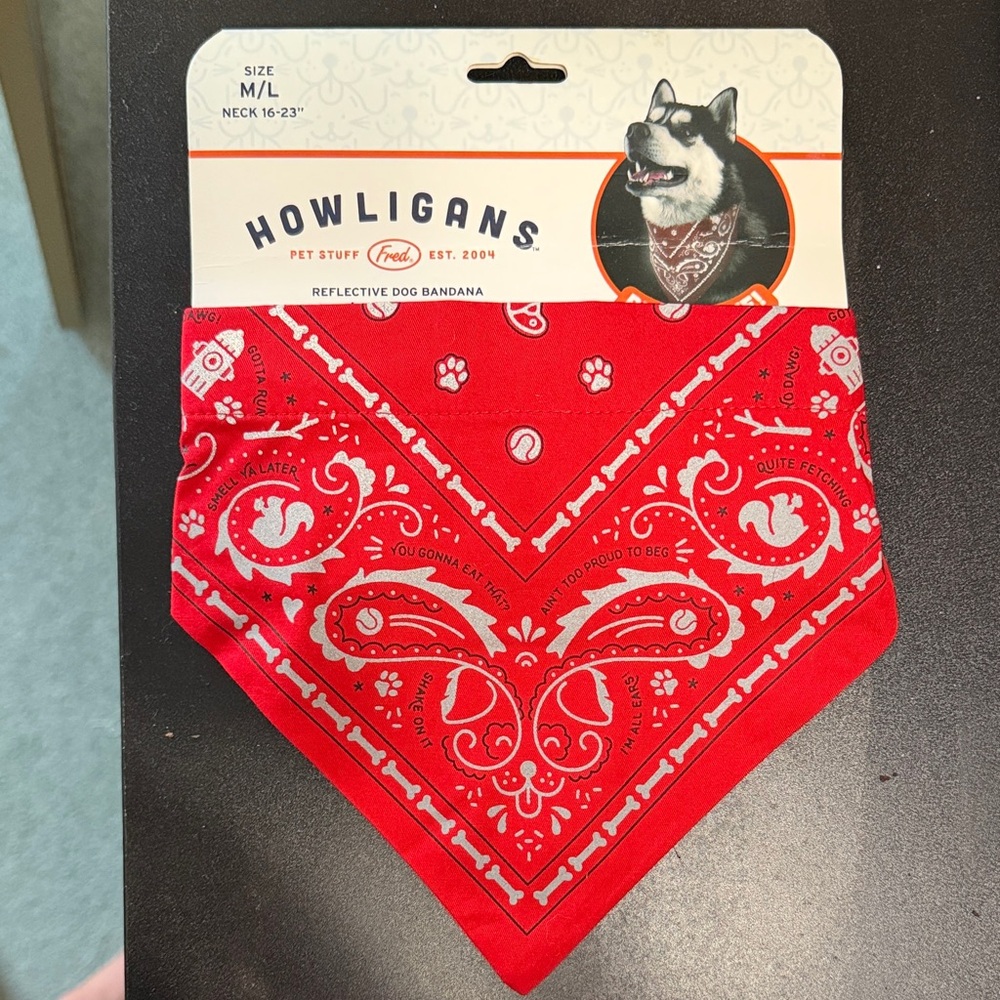 SIZE
M/L
NECK 16-23"
HOWLIGANS™
PET STUFF Fred. EST. 2004
REFLECTIVE DOG BANDANA
GOTTA RUN
YO DAWG!
SMELL YA LATER
QUITE FETCHING
YOU GONNA EAT THAT?
AIN'T TOO PROUD TO BEG
SHAKE ON IT
I'M ALL EARS